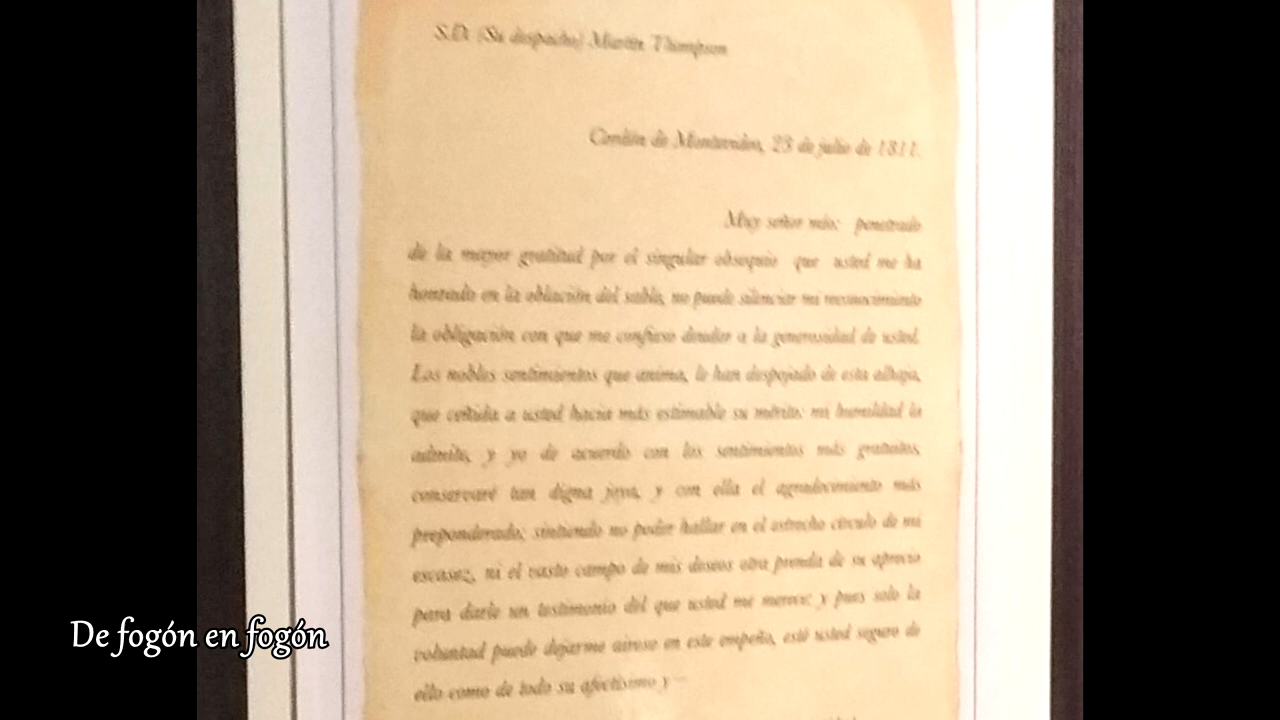 S.D. (Su despacho) Martín Thompson
Cordón de Montevideo, 23 de julio de 1811.
Muy señor mío: penetrado
de la mayor gratitud por el singular obsequio que usted me ha
honrado en la oblación del sable, no puedo silenciar mi reconocimiento
la obligación con que me confieso deudor a la generosidad de usted.
Los nobles sentimientos que anima, le han despojado de esta alhaja,
que ceñida a usted hacía más estimable su mérito: mi humildad la
admite, y yo de acuerdo con los sentimientos más gratuitos,
conservaré tan digna joya, y con ella el agradecimiento más
preponderado; sintiendo no poder hallar en el estrecho círculo de mi
escasez, ni el vasto campo de mis deseos otra prenda de su aprecio
para darle un testimonio del que usted me merece: y pues solo la
voluntad puede dejarme airoso en este empeño, esté usted seguro de
ello como de todo su afectísimo y—
De fogón en fogón